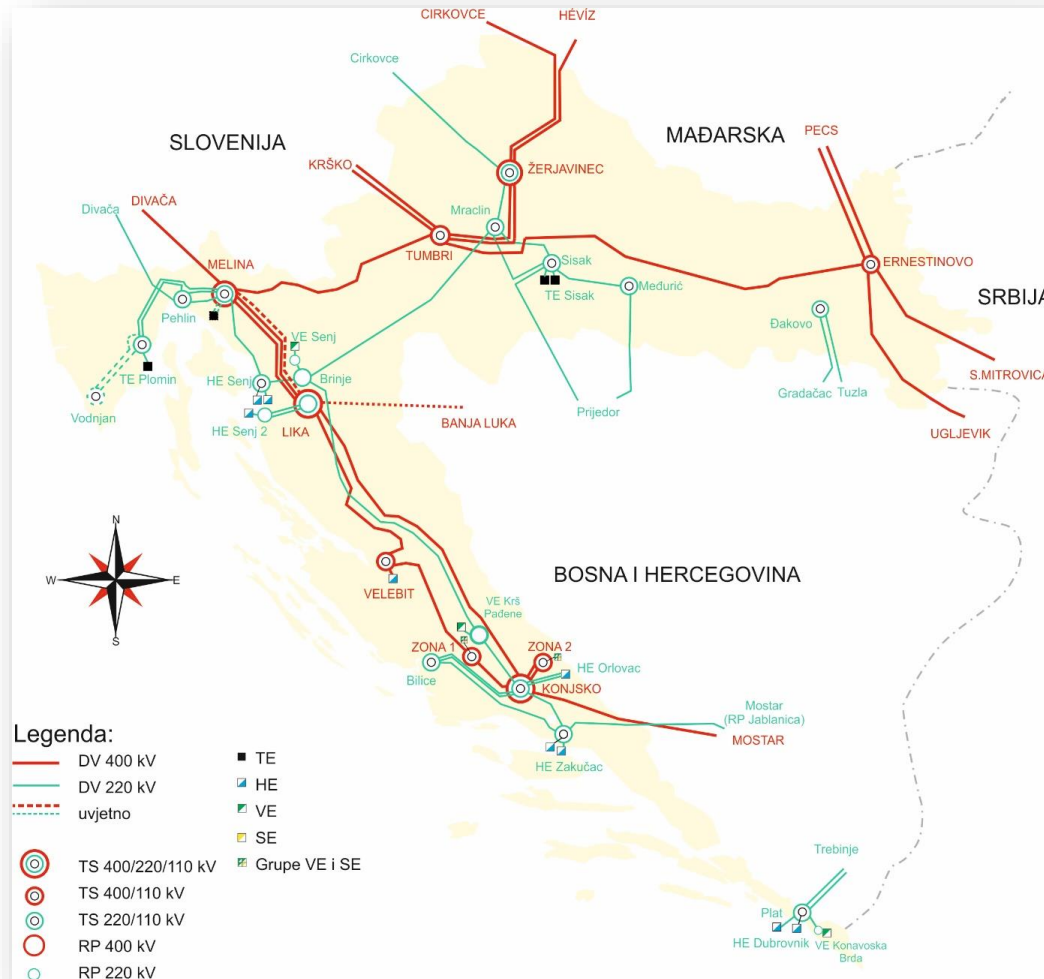 CIRKOVCE
HÉVÍZ
Cirkovce
SLOVENIJA
MAĐARSKA
PECS
KRŠKO
ŽERJAVINEC
DIVAČA
Divača
Mraclin
TUMBRI
MELINA
Sisak
ERNESTINOVO
TE Sisak
Međurić
SRBIJA
Pehlin
Đakovo
VE Senj
TE Plomin
HE Senj
Brinje
S.MITROVICA
Gradačac
Tuzla
Vodnjan
Prijedor
HE Senj 2
LIKA
BANJA LUKA
UGLJEVIK
N
W
E
S
BOSNA I HERCEGOVINA
VELEBIT
VE Krš
Pađene
ZONA 1
ZONA 2
HE Orlovac
Bilice
KONJSKO
Mostar
(RP Jablanica)
MOSTAR
HE Zakučac
Legenda:
DV 400 kV
DV 220 kV
uvjetno
TE
HE
VE
SE
Grupe VE i SE
TS 400/220/110 kV
TS 400/110 kV
TS 220/110 kV
RP 400 kV
RP 220 kV
Trebinje
Plat
HE Dubrovnik
VE Konavoska
Brda